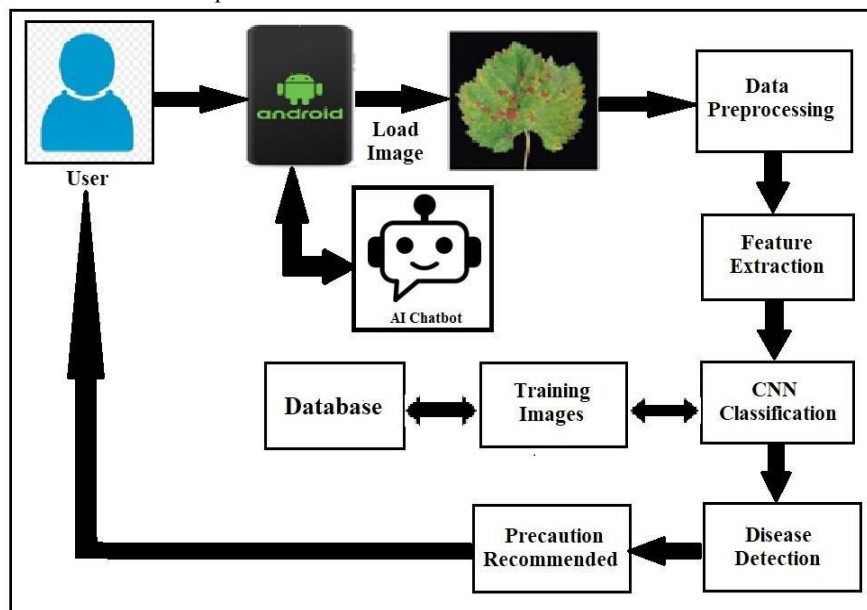 User
android
Load
Image
Data
Preprocessing
AI Chatbot
Feature
Extraction
Database
Training
Images
CNN
Classification
Precaution
Recommended
Disease
Detection